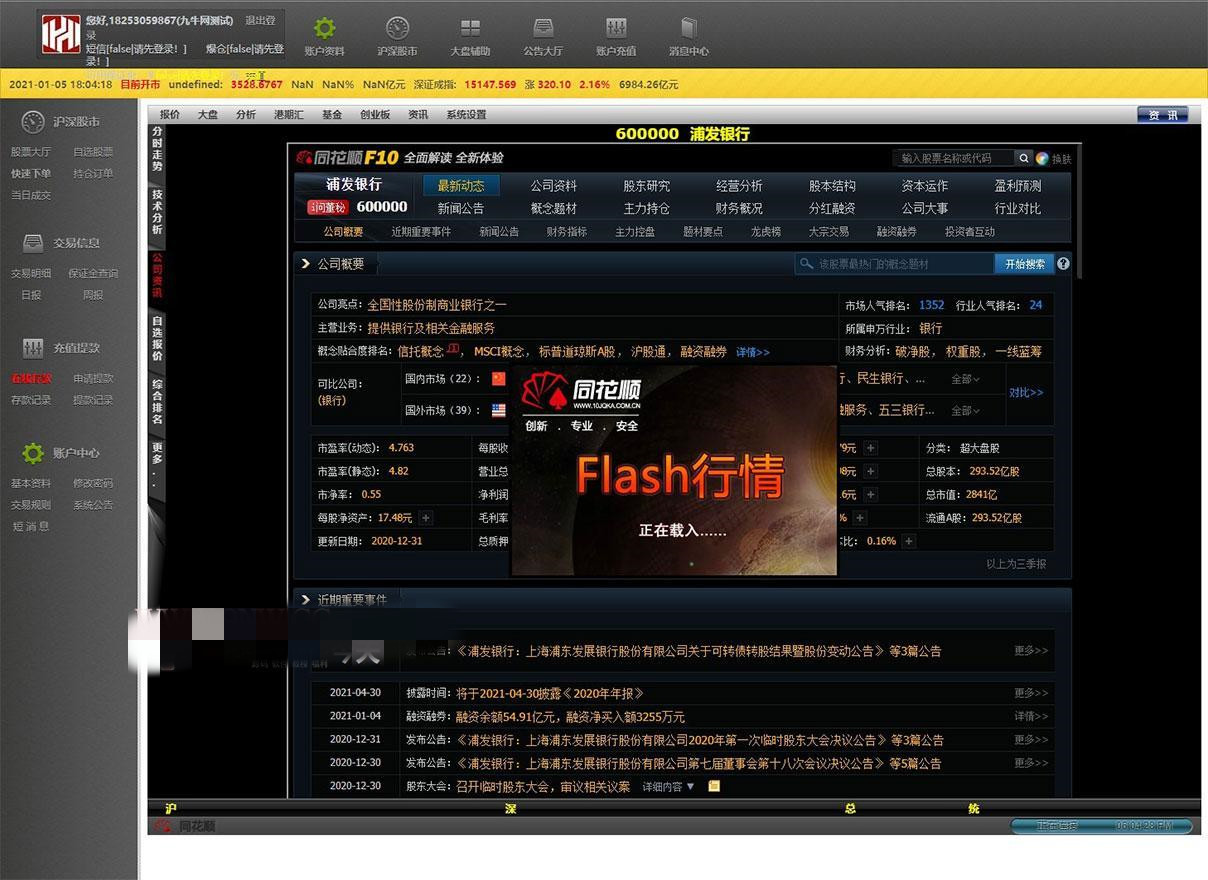 您好,18253059867(九牛网测试) 退出登录
短信[false|请先登录！] 爆仓[false|请先登录！]
账户资料 沪深股市 大盘辅助 公告大厅 账户充值 消息中心
2021-01-05 18:04:18 目前开市 undefined: 3528.6767 NaN NaN% NaN亿元 深证成指: 15147.569 涨 320.10 2.16% 6984.26亿元
沪深股市
股票大厅 自选股票
快速下单 持仓订单
当日成交
交易信息
交易明细 保证金查询
日报 周报
充值提款
在线付款 申请提款
存款记录 提款记录
账户中心
基本资料 修改密码
交易规则 系统公告
短 消 息
报价 大盘 分析 港期汇 基金 创业板 资讯 系统设置 资 讯
分时走势
技术分析
公司资讯
自选报价
综合排名
更多..
600000 浦发银行
同花顺F10 全面解读 全新体验 输入股票名称或代码 换肤
浦发银行 最新动态 公司资料 股东研究 经营分析 股本结构 资本运作 盈利预测
问董秘 600000 新闻公告 概念题材 主力持仓 财务概况 分红融资 公司大事 行业对比
公司概要 近期重要事件 新闻公告 财务指标 主力控盘 题材要点 龙虎榜 大宗交易 融资融券 投资者互动
公司概要 该股票最热门的概念题材 开始搜索 ?
公司亮点: 全国性股份制商业银行之一 市场人气排名: 1352 行业人气排名: 24
主营业务: 提供银行及相关金融服务 所属申万行业: 银行
概念贴合度排名: 信托概念, MSCI概念, 标普道琼斯A股, 沪股通, 融资融券 详情>> 财务分析: 破净股, 权重股, 一线蓝筹
可比公司:
(银行)
国内市场 (22): 行、民生银行、... 全部
对比>>
国外市场 (39): 融服务、五三银行... 全部
同花顺
WWW.10JQKA.COM.CN
创新 . 专业 . 安全
Flash行情
正在载入......
市盈率(动态): 4.763 每股收 元 + 分类: 超大盘股
市盈率(静态): 4.82 营业总 元 + 总股本: 293.52亿股
市净率: 0.55 净利润 元 + 总市值: 2841亿
每股净资产: 17.48元 + 毛利率 % + 流通A股: 293.52亿股
更新日期: 2020-12-31 总质押 比: 0.16% +
以上为三季报
近期重要事件
《浦发银行：上海浦东发展银行股份有限公司关于可转债转股结果暨股份变动公告》 等3篇公告 更多>>
2021-04-30 披露时间: 将于2021-04-30披露《2020年年报》 更多>>
2021-01-04 融资融券: 融资余额54.91亿元，融资净买入额3255万元 详情>>
2020-12-31 发布公告: 《浦发银行：上海浦东发展银行股份有限公司2020年第一次临时股东大会决议公告》 等3篇公告 更多>>
2020-12-30 发布公告: 《浦发银行：上海浦东发展银行股份有限公司第七届董事会第十八次会议决议公告》 等5篇公告 更多>>
2020-12-30 股东大会: 召开临时股东大会，审议相关议案 详细内容 ▼
沪 深 总 统
同花顺 正在连接 06:04:28 PM